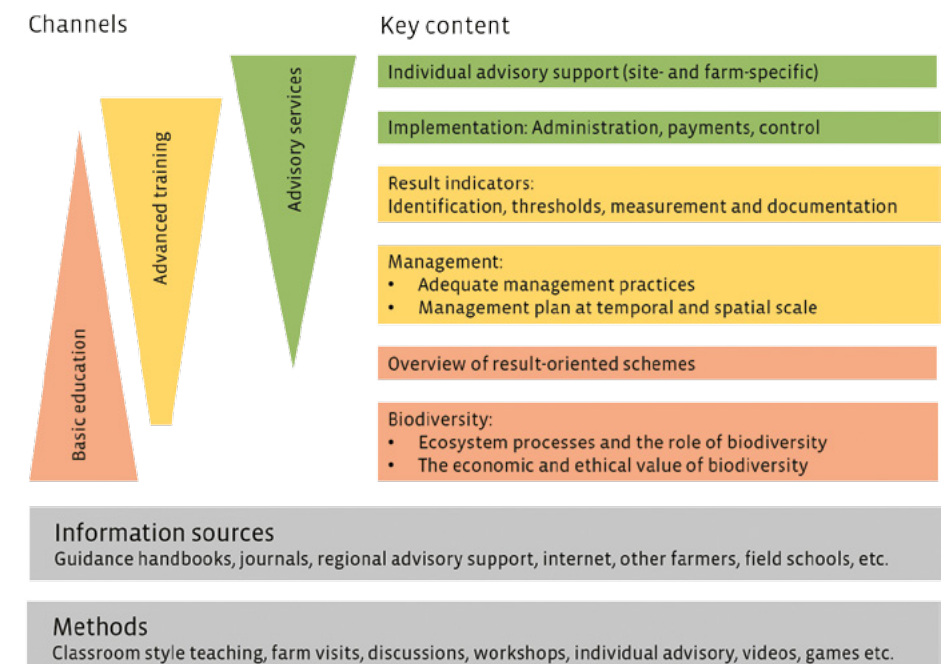 Channels
Key content
Basic education
Advanced training
Advisory services
Individual advisory support (site- and farm-specific)
Implementation: Administration, payments, control
Result indicators:
Identification, thresholds, measurement and documentation
Management:
• Adequate management practices
• Management plan at temporal and spatial scale
Overview of result-oriented schemes
Biodiversity:
• Ecosystem processes and the role of biodiversity
• The economic and ethical value of biodiversity
Information sources
Guidance handbooks, journals, regional advisory support, internet, other farmers, field schools, etc.
Methods
Classroom style teaching, farm visits, discussions, workshops, individual advisory, videos, games etc.